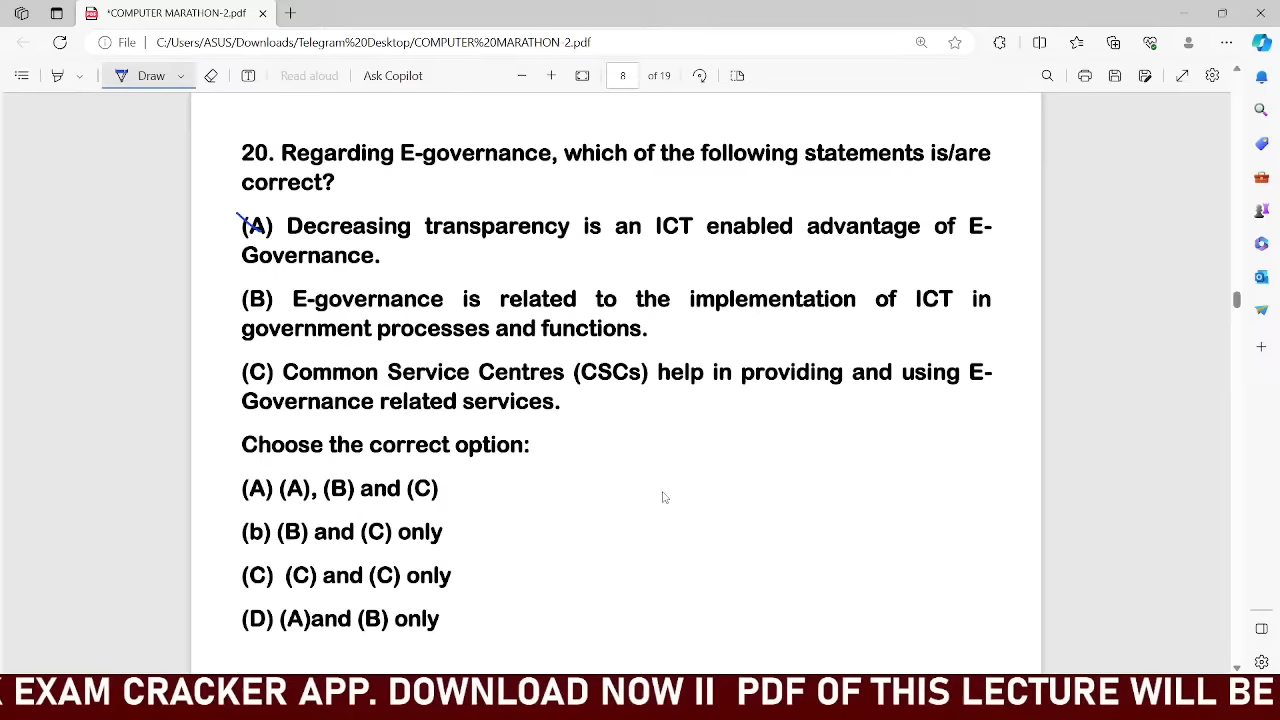 *COMPUTER MARATHON-2.pdf
File C:/Users/ASUS/Downloads/Telegram%20Desktop/COMPUTER%20MARATHON-2.pdf
Draw Read aloud Ask Copilot 8 of 19
20. Regarding E-governance, which of the following statements is/are
correct?
(A) Decreasing transparency is an ICT enabled advantage of E-
Governance.
(B) E-governance is related to the implementation of ICT in
government processes and functions.
(C) Common Service Centres (CSCs) help in providing and using E-
Governance related services.
Choose the correct option:
(A) (A), (B) and (C)
(b) (B) and (C) only
(C) (C) and (C) only
(D) (A)and (B) only
EXAM CRACKER APP. DOWNLOAD NOW II PDF OF THIS LECTURE WILL BE